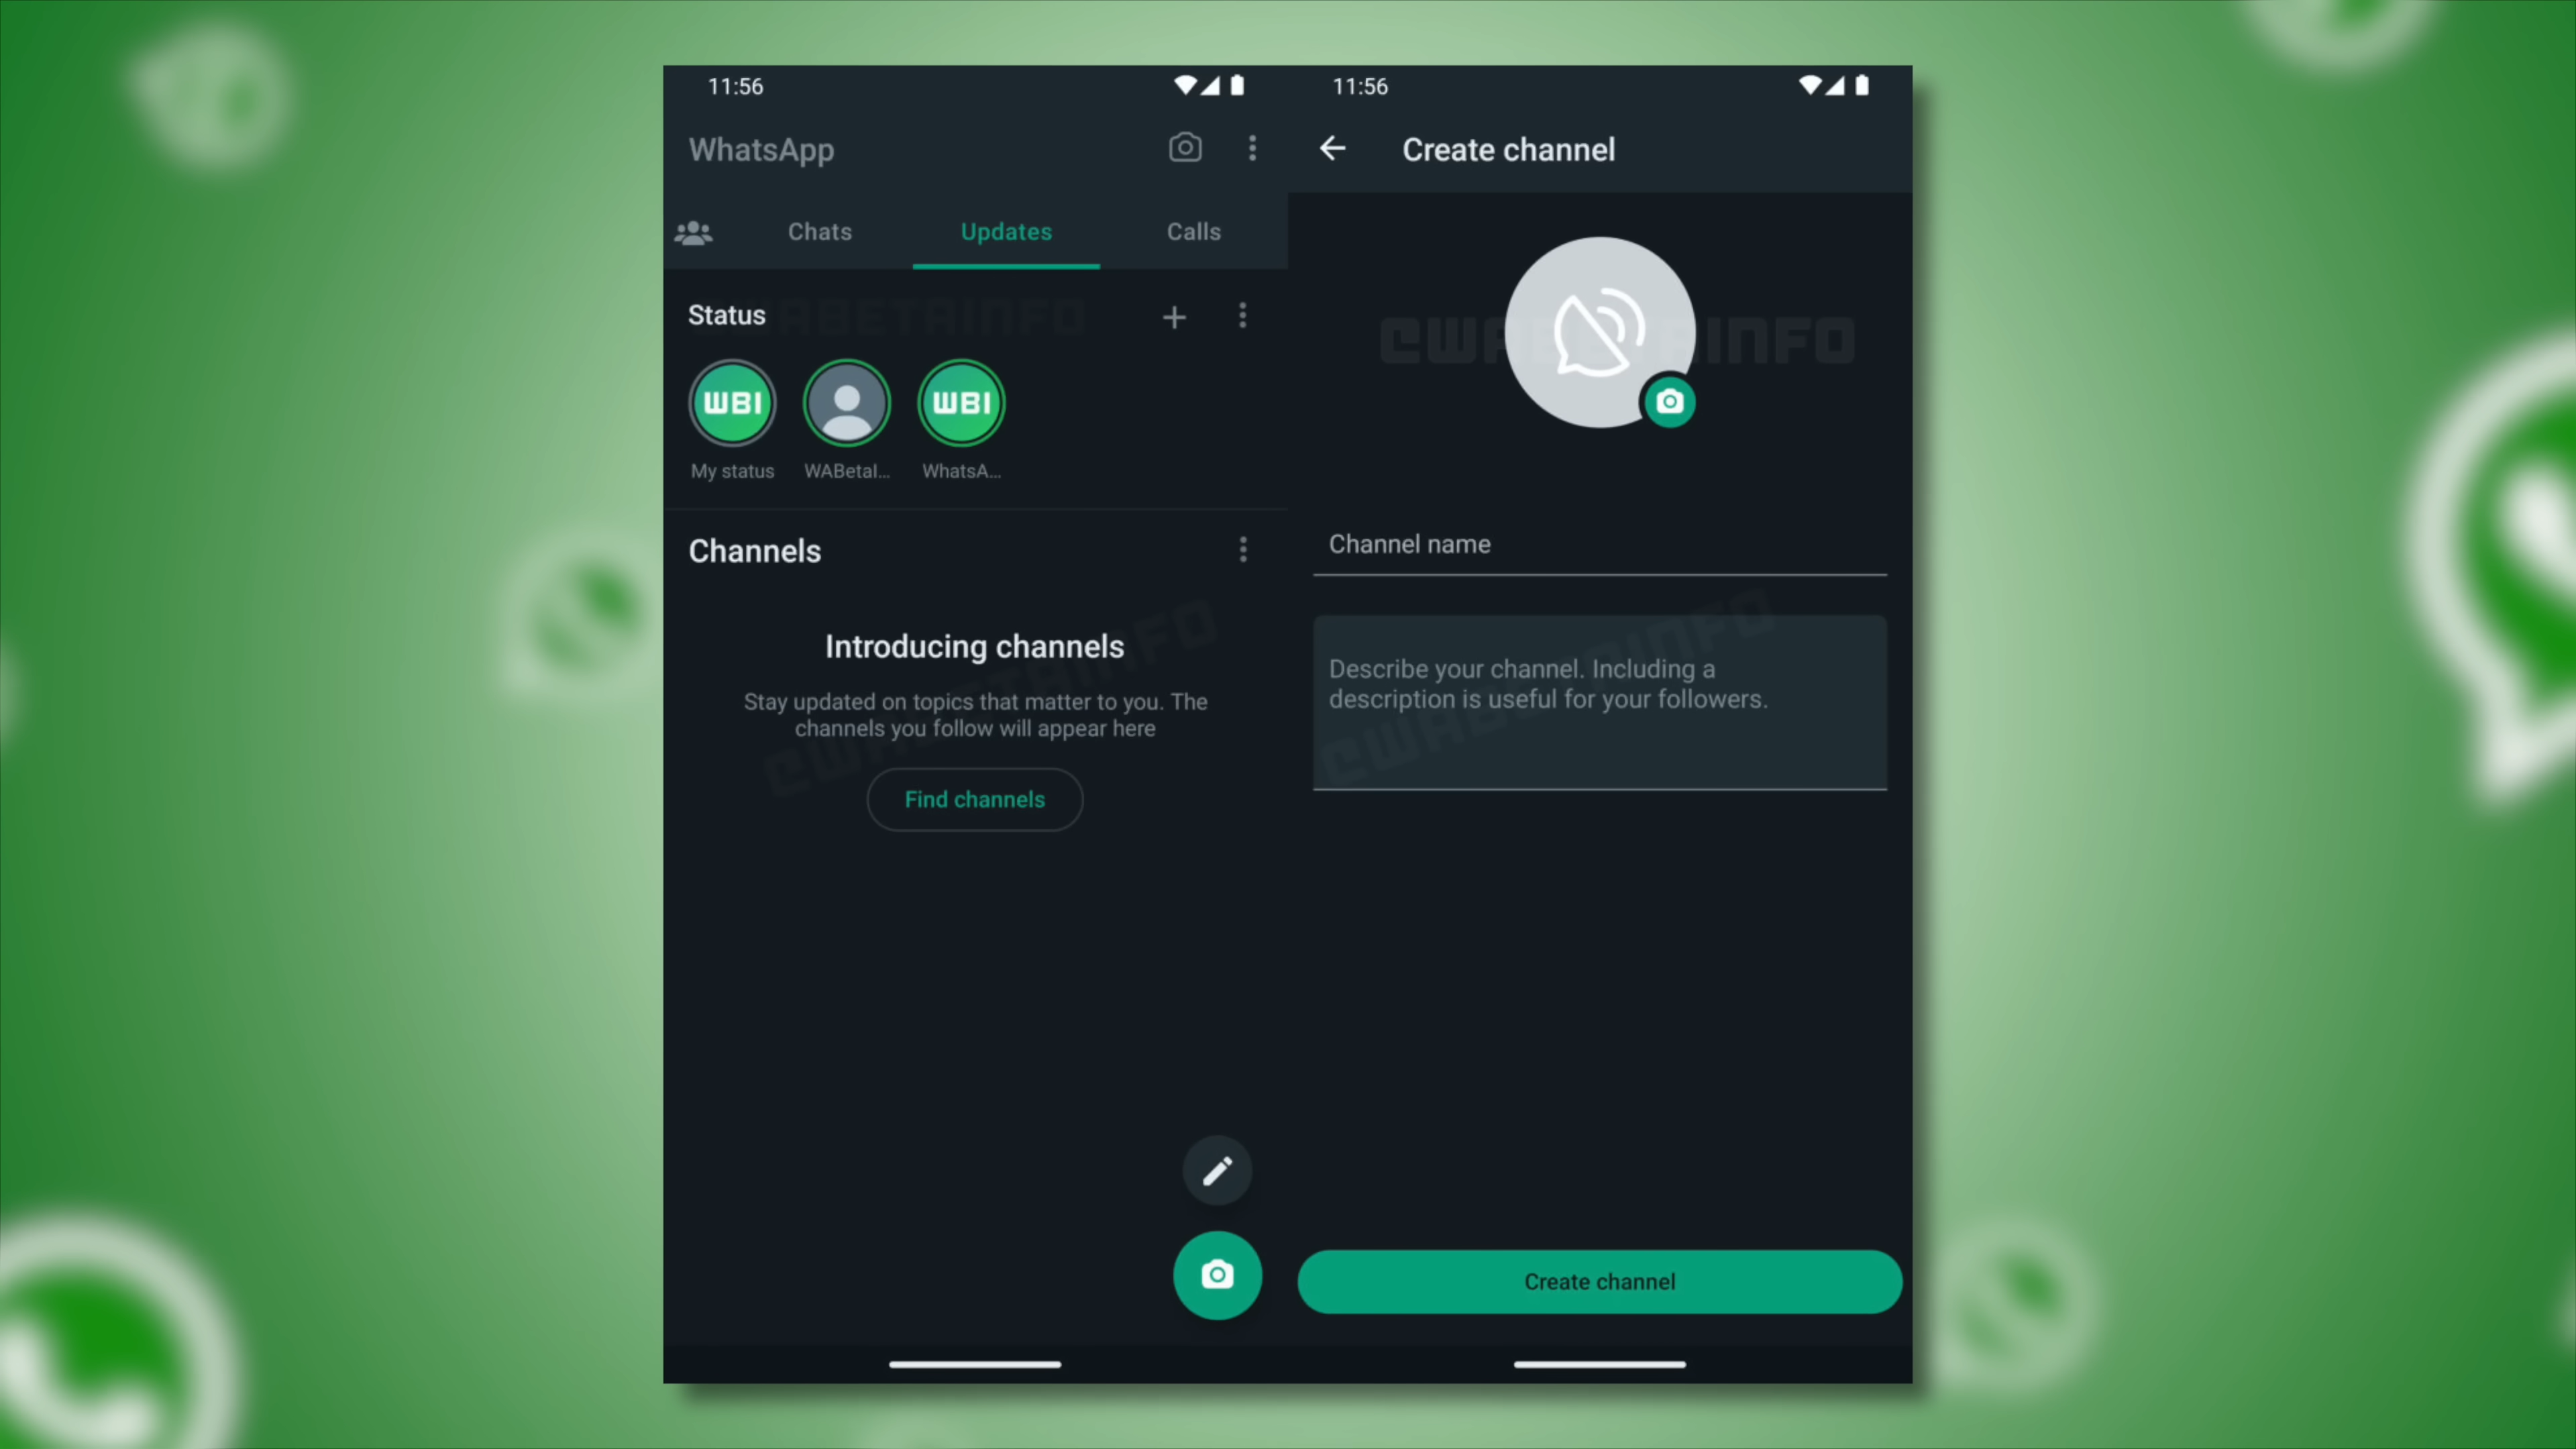 11:56
WhatsApp
Chats
Updates
Calls
Status
WABETAINFO
WBI
WBI
My status
WABetaI...
WhatsA...
Channels
Introducing channels
Stay updated on topics that matter to you. The
channels you follow will appear here
Find channels
11:56
Create channel
Channel name
Describe your channel. Including a
description is useful for your followers.
Create channel